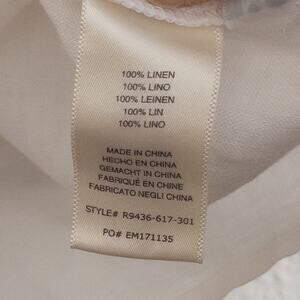 100% LINEN
100% LINO
100% LEINEN
100% LIN
100% LINO
MADE IN CHINA
HECHO EN CHINA
GEMACHT IN CHINA
FABRIQUÉ EN CHINE
FABRICATO NEGLI CHINA
STYLE# R9436-617-301
PO# EM171135